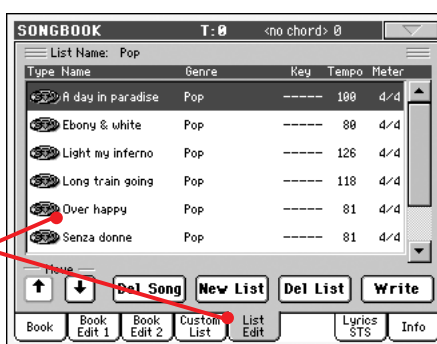 SONGBOOK T:0 <no chord> 0
List Name: Pop
Type Name Genre Key Tempo Meter
A day in paradise Pop ----- 100 4/4
Ebony & white Pop ----- 80 4/4
Light my inferno Pop ----- 126 4/4
Long train going Pop ----- 118 4/4
Over happy Pop ----- 81 4/4
Senza donne Pop ----- 81 4/4
Move
Del Song New List Del List Write
Book Book Edit 1 Book Edit 2 Custom List List Edit Lyrics STS Info